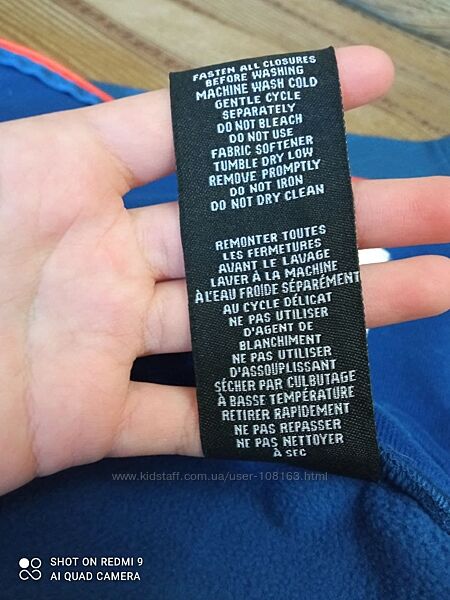 FASTEN ALL CLOSURES
BEFORE WASHING
MACHINE WASH COLD
GENTLE CYCLE
SEPARATELY
DO NOT BLEACH
DO NOT USE
FABRIC SOFTENER
TUMBLE DRY LOW
REMOVE PROMPTLY
DO NOT IRON
DO NOT DRY CLEAN
REMONTER TOUTES
LES FERMETURES
AVANT LE LAVAGE
LAVER À LA MACHINE
À L'EAU FROIDE SÉPARÉMENT
AU CYCLE DÉLICAT
NE PAS UTILISER
D'AGENT DE
BLANCHIMENT
NE PAS UTILISER
D'ASSOUPLISSANT
SÉCHER PAR CULBUTAGE
À BASSE TEMPÉRATURE
RETIRER RAPIDEMENT
NE PAS REPASSER
NE PAS NETTOYER
À SEC
www.kidstaff.com.ua/user-108163.html
SHOT ON REDMI 9
AI QUAD CAMERA